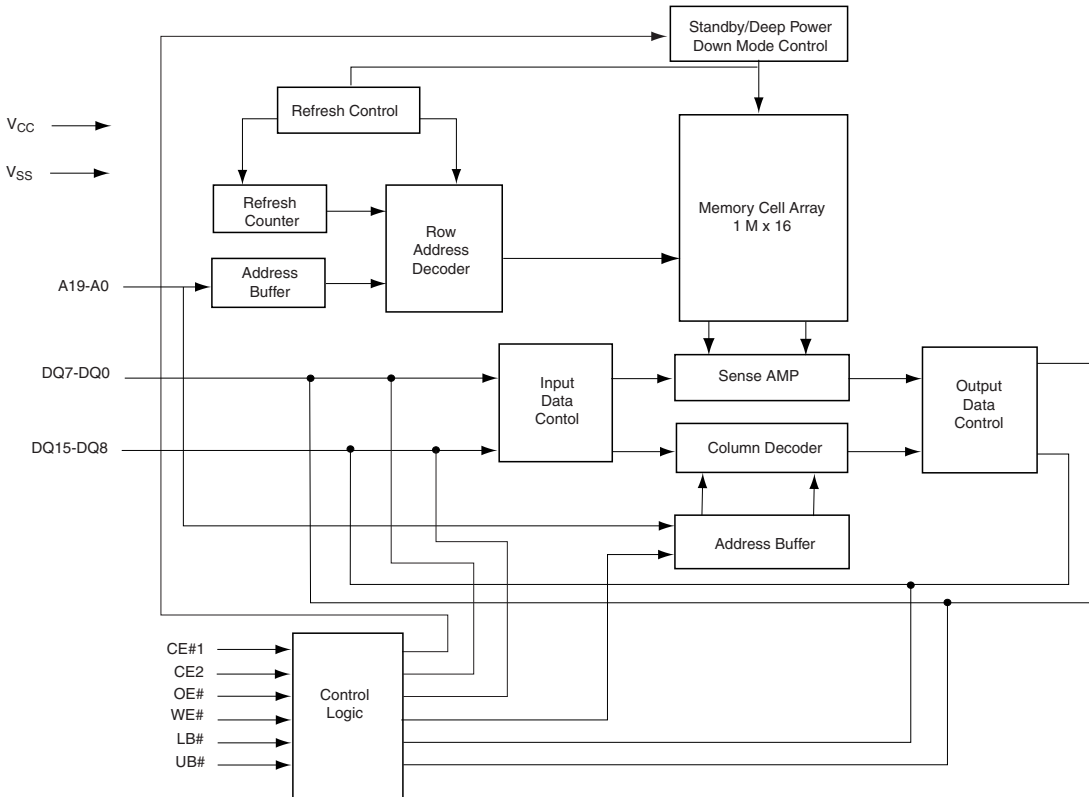 Standby/Deep Power
Down Mode Control
Refresh Control
VCC
VSS
Refresh
Counter
Row
Address
Decoder
Memory Cell Array
1 M x 16
A19-A0
Address
Buffer
DQ7-DQ0
Input
Data
Contol
Sense AMP
Output
Data
Control
DQ15-DQ8
Column Decoder
Address Buffer
CE#1
CE2
OE#
WE#
LB#
UB#
Control
Logic